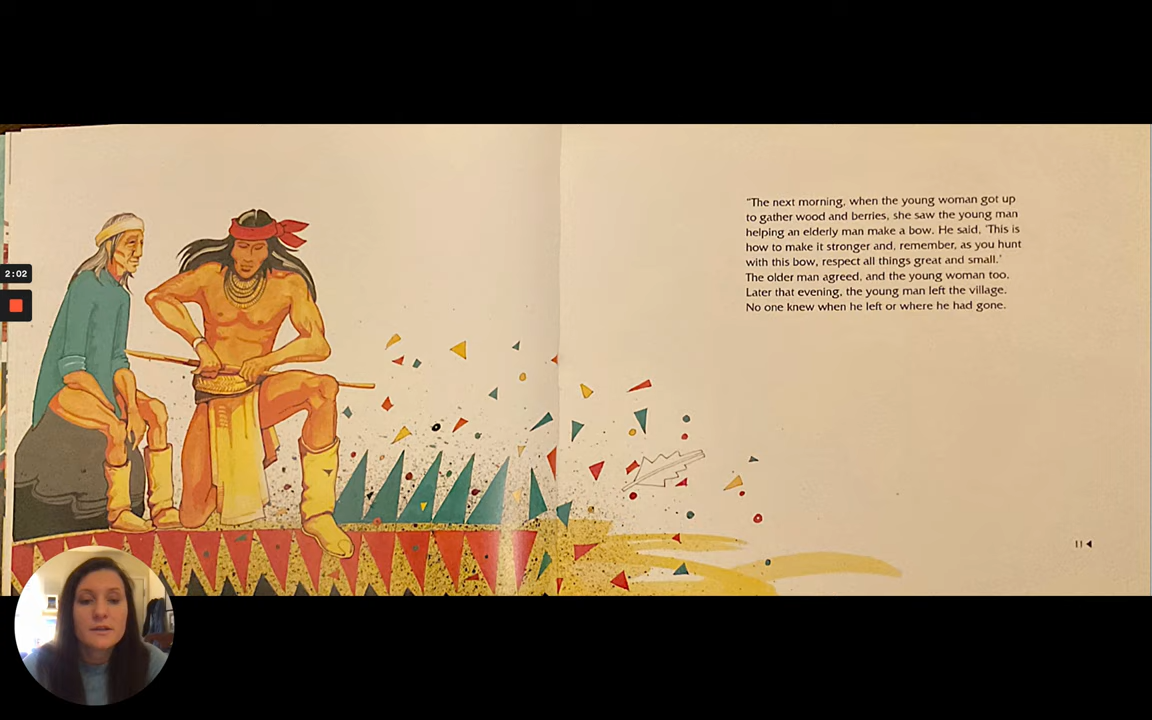 2:02
"The next morning, when the young woman got up
to gather wood and berries, she saw the young man
helping an elderly man make a bow. He said, 'This is
how to make it stronger and, remember, as you hunt
with this bow, respect all things great and small.'
The older man agreed, and the young woman too.
Later that evening, the young man left the village.
No one knew when he left or where he had gone.
11